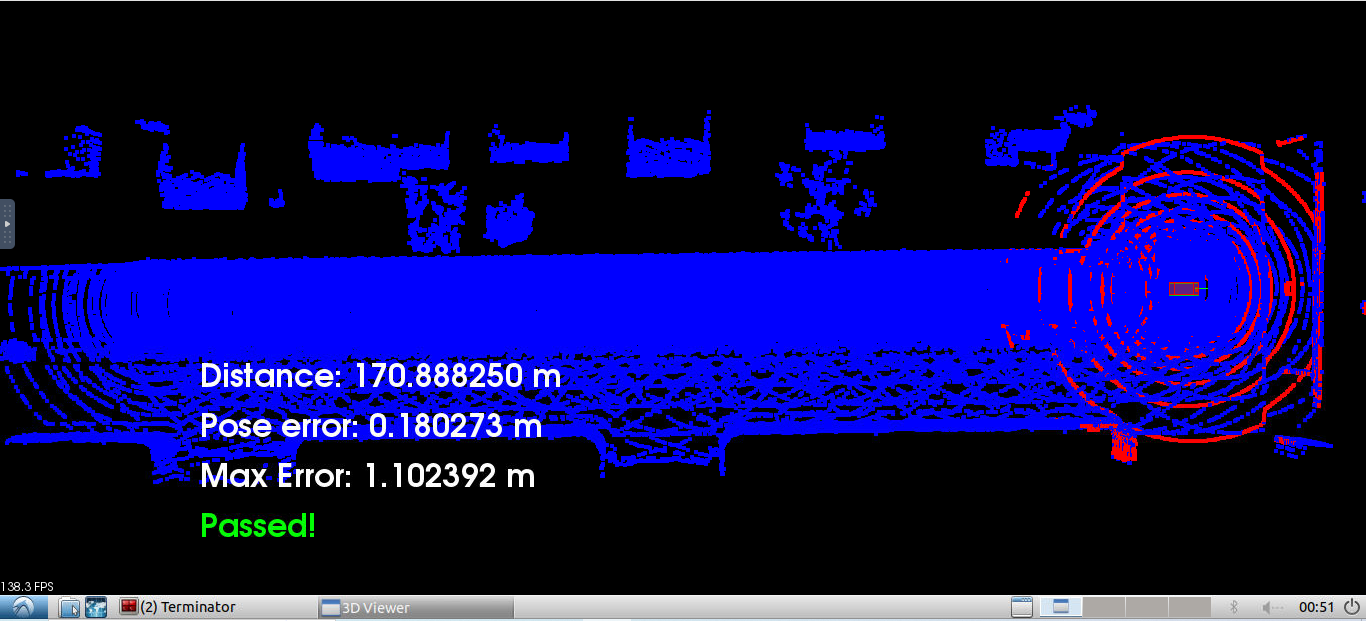 Distance: 170.888250 m
Pose error: 0.180273 m
Max Error: 1.102392 m
Passed!
138.3 FPS
(2) Terminator
3D Viewer
00:51